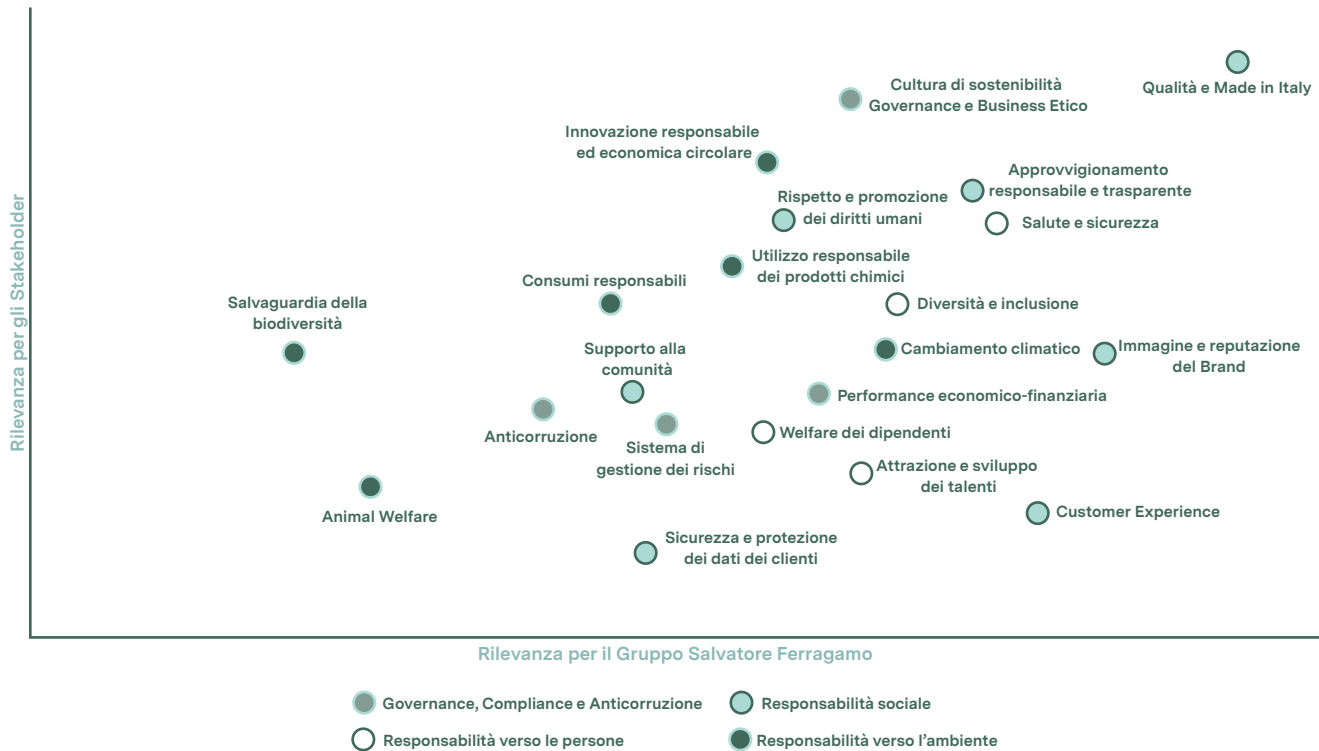 Qualità e Made in Italy
Cultura di sostenibilità
Governance e Business Etico
Innovazione responsabile
ed economica circolare
Approvvigionamento
responsabile e trasparente
Rispetto e promozione
dei diritti umani
Salute e sicurezza
Utilizzo responsabile
dei prodotti chimici
Consumi responsabili
Salvaguardia della
biodiversità
Diversità e inclusione
Supporto alla
comunità
Cambiamento climatico
Immagine e reputazione
del Brand
Performance economico-finanziaria
Anticorruzione
Sistema di
gestione dei rischi
Welfare dei dipendenti
Attrazione e sviluppo
dei talenti
Animal Welfare
Customer Experience
Sicurezza e protezione
dei dati dei clienti
Rilevanza per gli Stakeholder
Rilevanza per il Gruppo Salvatore Ferragamo
Governance, Compliance e Anticorruzione
Responsabilità sociale
Responsabilità verso le persone
Responsabilità verso l’ambiente